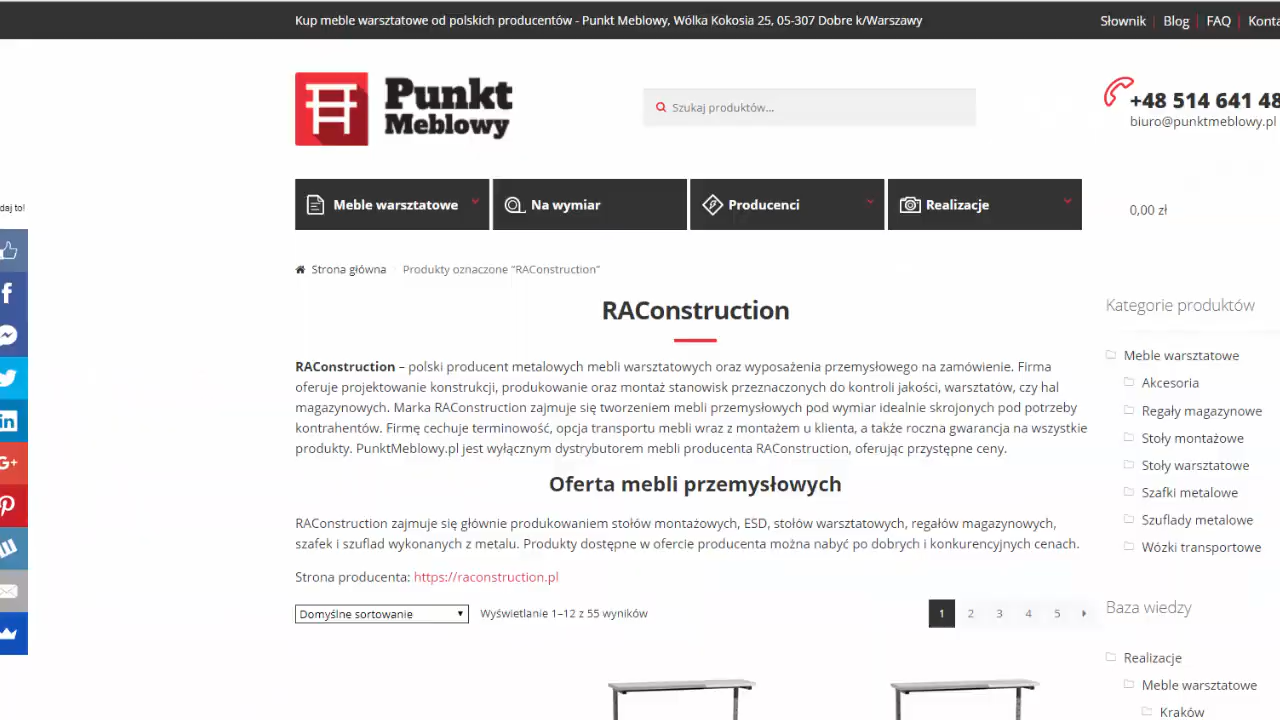 Kup meble warsztatowe od polskich producentów - Punkt Meblowy, Wólka Kokosia 25, 05-307 Dobre k/Warszawy
Słownik | Blog | FAQ |
Punkt
Meblowy
Szukaj produktów...
+48 514 641 48
biuro@punktmeblowy.pl
Meble warsztatowe
Na wymiar
Producenci
Realizacje
0,00 zł
Strona główna
Produkty oznaczone "RAConstruction"
RAConstruction
RAConstruction – polski producent metalowych mebli warsztatowych oraz wyposażenia przemysłowego na zamówienie. Firma
oferuje projektowanie konstrukcji, produkowanie oraz montaż stanowisk przeznaczonych do kontroli jakości, warsztatów, czy hal
magazynowych. Marka RAConstruction zajmuje się tworzeniem mebli przemysłowych pod wymiar idealnie skrojonych pod potrzeby
kontrahentów. Firmę cechuje terminowość, opcja transportu mebli wraz z montażem u klienta, a także roczna gwarancja na wszystkie
produkty. PunktMeblowy.pl jest wyłącznym dystrybutorem mebli producenta RAConstruction, oferując przystępne ceny.
Oferta mebli przemysłowych
RAConstruction zajmuje się głównie produkowaniem stołów montażowych, ESD, stołów warsztatowych, regałów magazynowych,
szafek i szuflad wykonanych z metalu. Produkty dostępne w ofercie producenta można nabyć po dobrych i konkurencyjnych cenach.
Strona producenta: https://raconstruction.pl
Domyślne sortowanie
Wyświetlanie 1–12 z 55 wyników
1 2 3 4 5
Kategorie produktów
Meble warsztatowe
Akcesoria
Regały magazynowe
Stoły montażowe
Stoły warsztatowe
Szafki metalowe
Szuflady metalowe
Wózki transportowe
Baza wiedzy
Realizacje
Meble warsztatowe
Kraków